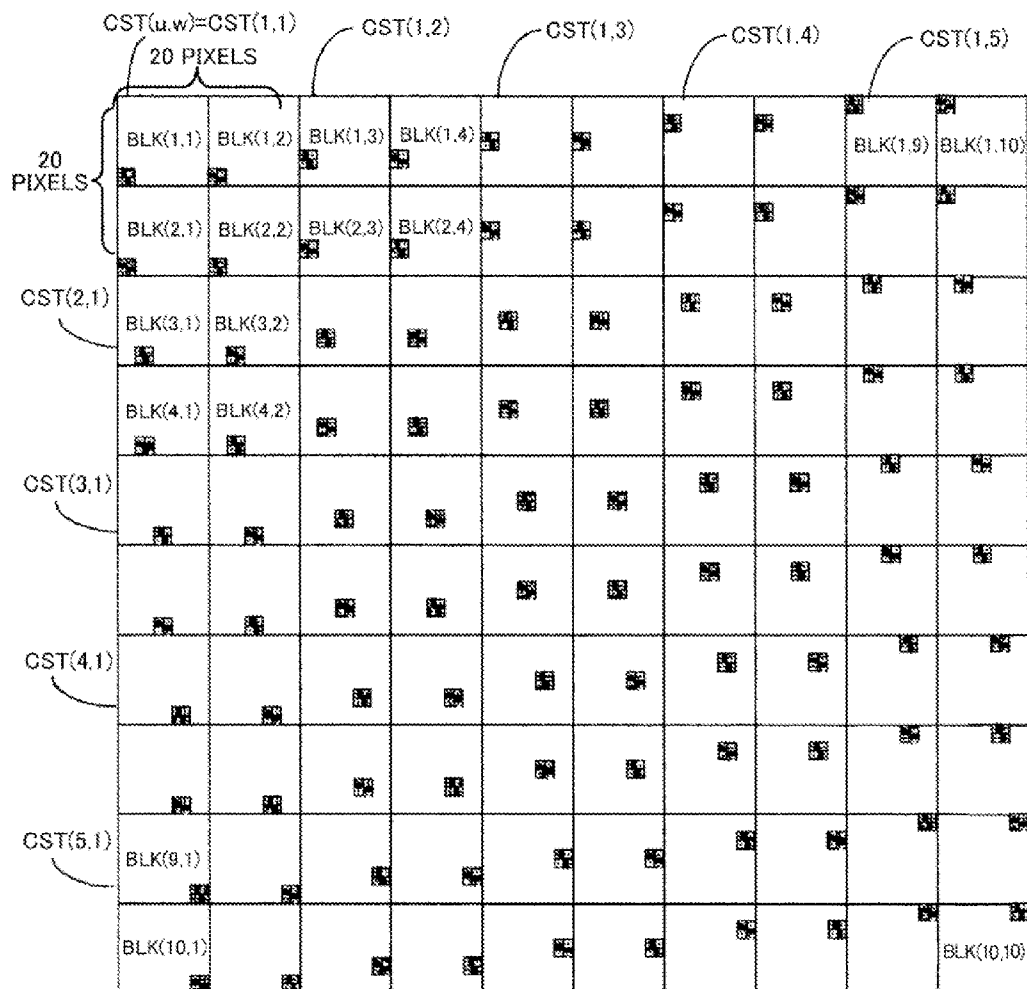 CST(u,w)=CST(1,1)
CST(1,2)
CST(1,3)
CST(1,4)
CST(1,5)
20 PIXELS
20
PIXELS
BLK(1,1)
BLK(1,2)
BLK(1,3)
BLK(1,4)
BLK(1,9)
BLK(1,10)
BLK(2,1)
BLK(2,2)
BLK(2,3)
BLK(2,4)
CST(2,1)
BLK(3,1)
BLK(3,2)
BLK(4,1)
BLK(4,2)
CST(3,1)
CST(4,1)
CST(5,1)
BLK(9,1)
BLK(10,1)
BLK(10,10)